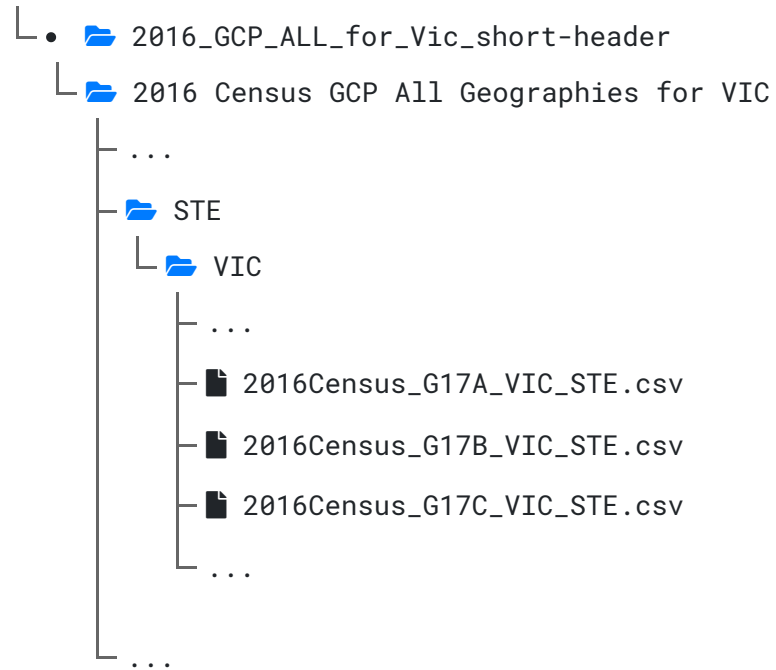 2016_GCP_ALL_for_Vic_short-header
2016 Census GCP All Geographies for VIC
...
STE
VIC
...
2016Census_G17A_VIC_STE.csv
2016Census_G17B_VIC_STE.csv
2016Census_G17C_VIC_STE.csv
...
...